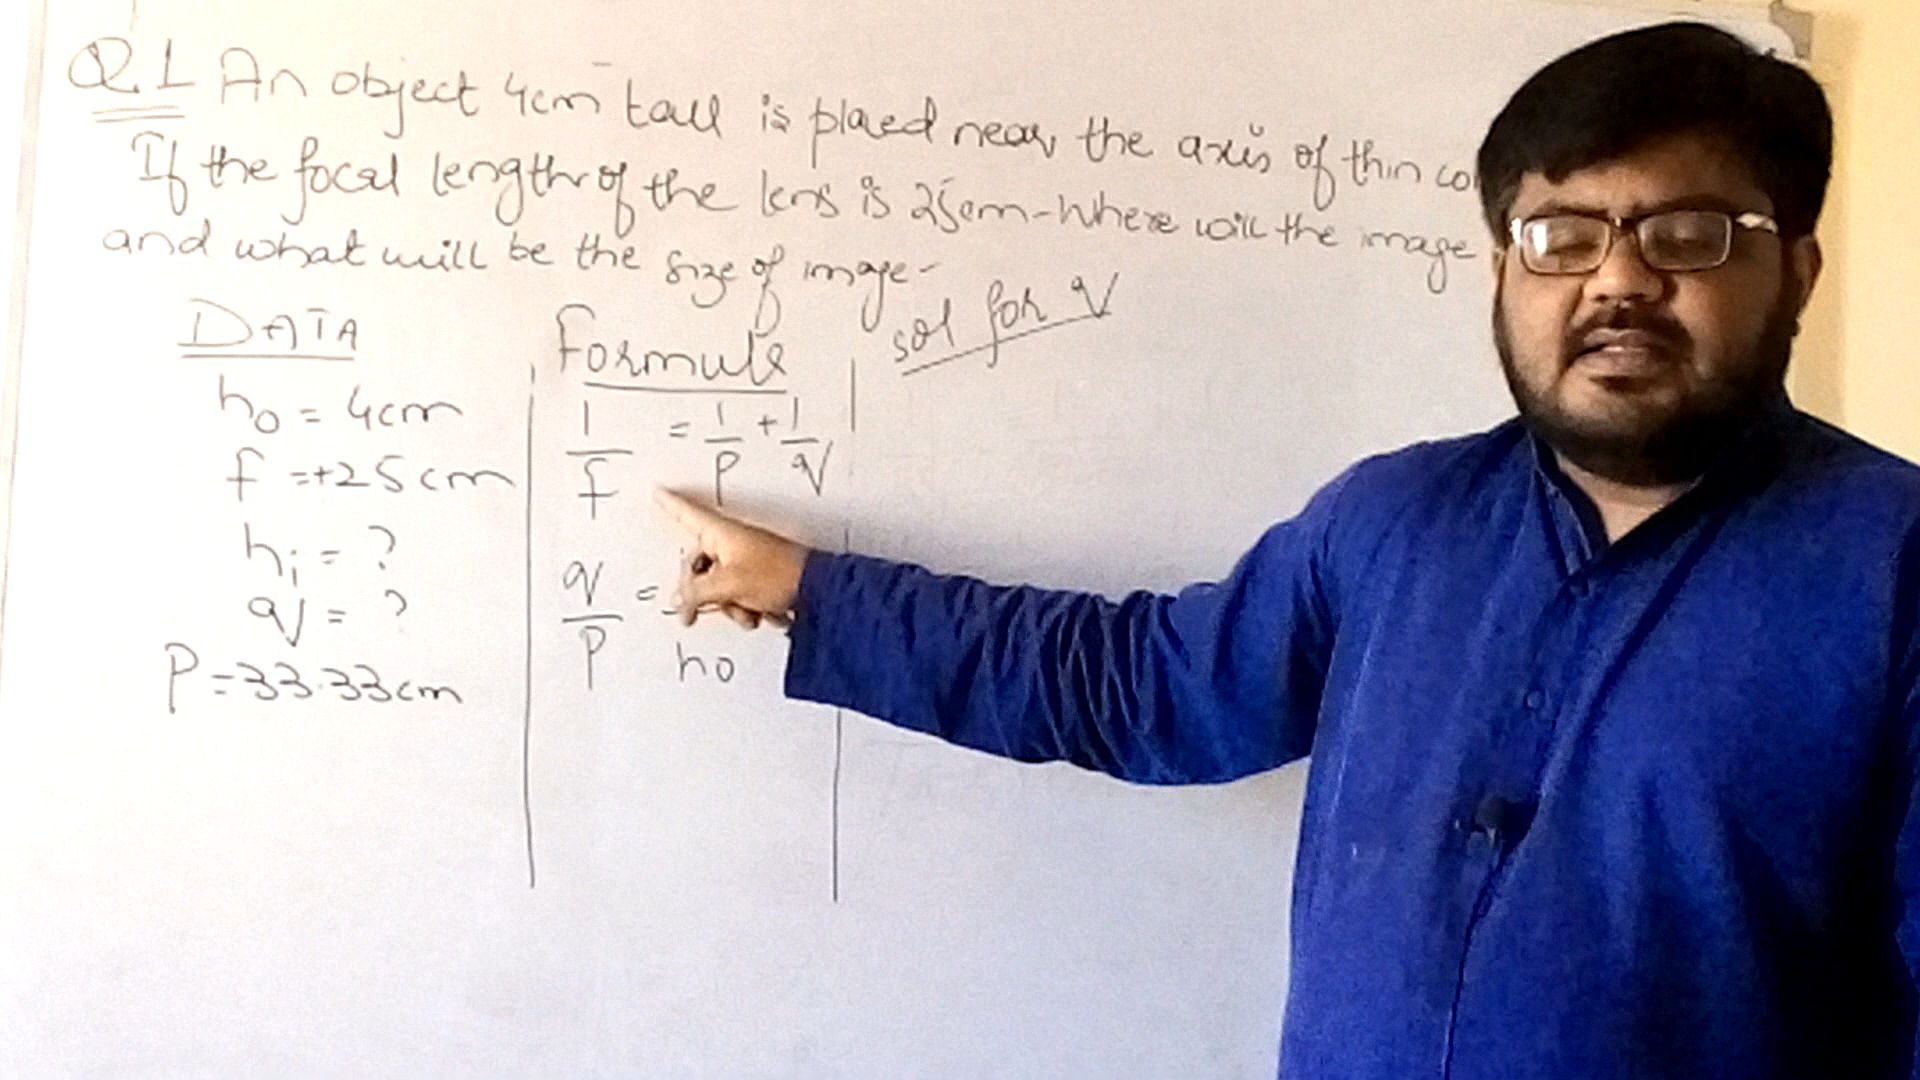 Q.1 An object 4cm tall is placed near the axis of thin co
If the focal length of the lens is 25cm- Where will the image
and what will be the size of image-
DATA
ho = 4cm
f = +25cm
hi = ?
q = ?
P = 33.33cm
Formula
1/f = 1/P + 1/q
q/P = /ho
sol for q